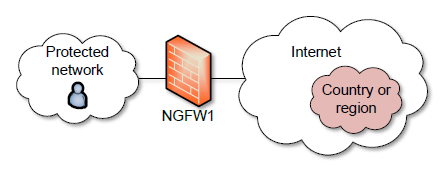 Protected
network
NGFW1
Internet
Country or
region